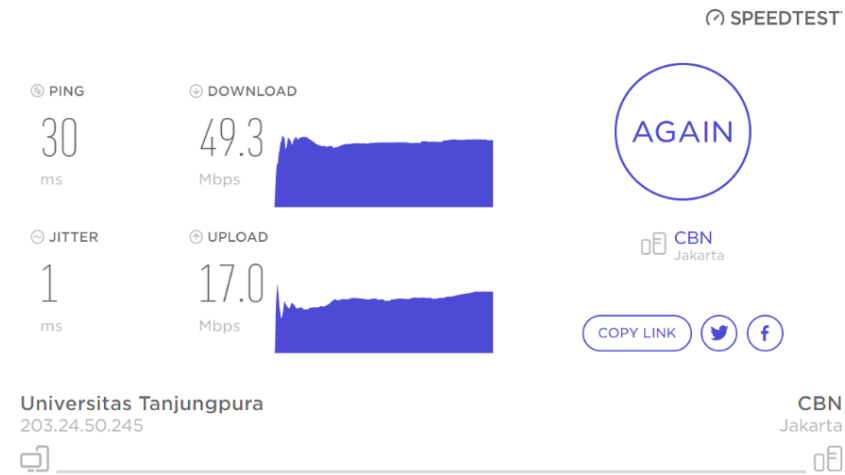 SPEEDTEST
PING
30
ms
DOWNLOAD
49.3
Mbps
AGAIN
JITTER
1
ms
UPLOAD
17.0
Mbps
CBN
Jakarta
COPY LINK
Universitas Tanjungpura
203.24.50.245
CBN
Jakarta